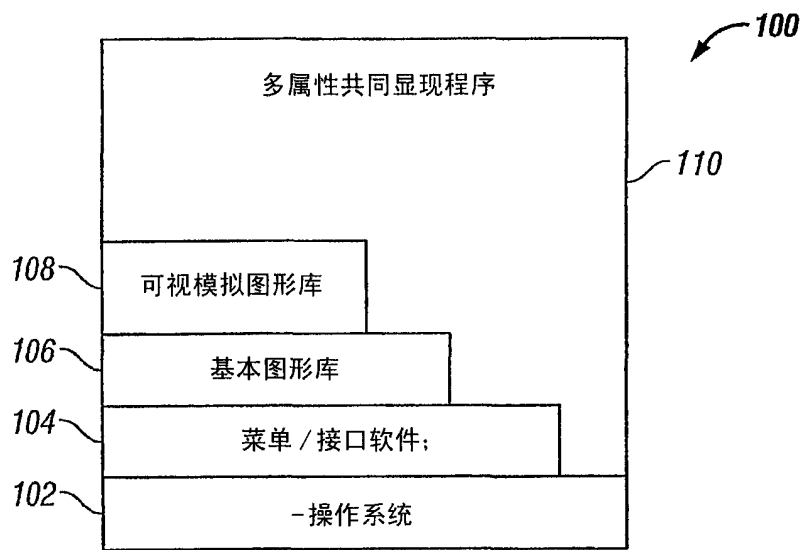 100
多属性共同显现程序
110
108
可视模拟图形库
106
基本图形库
104
菜单/接口软件;
102
-操作系统